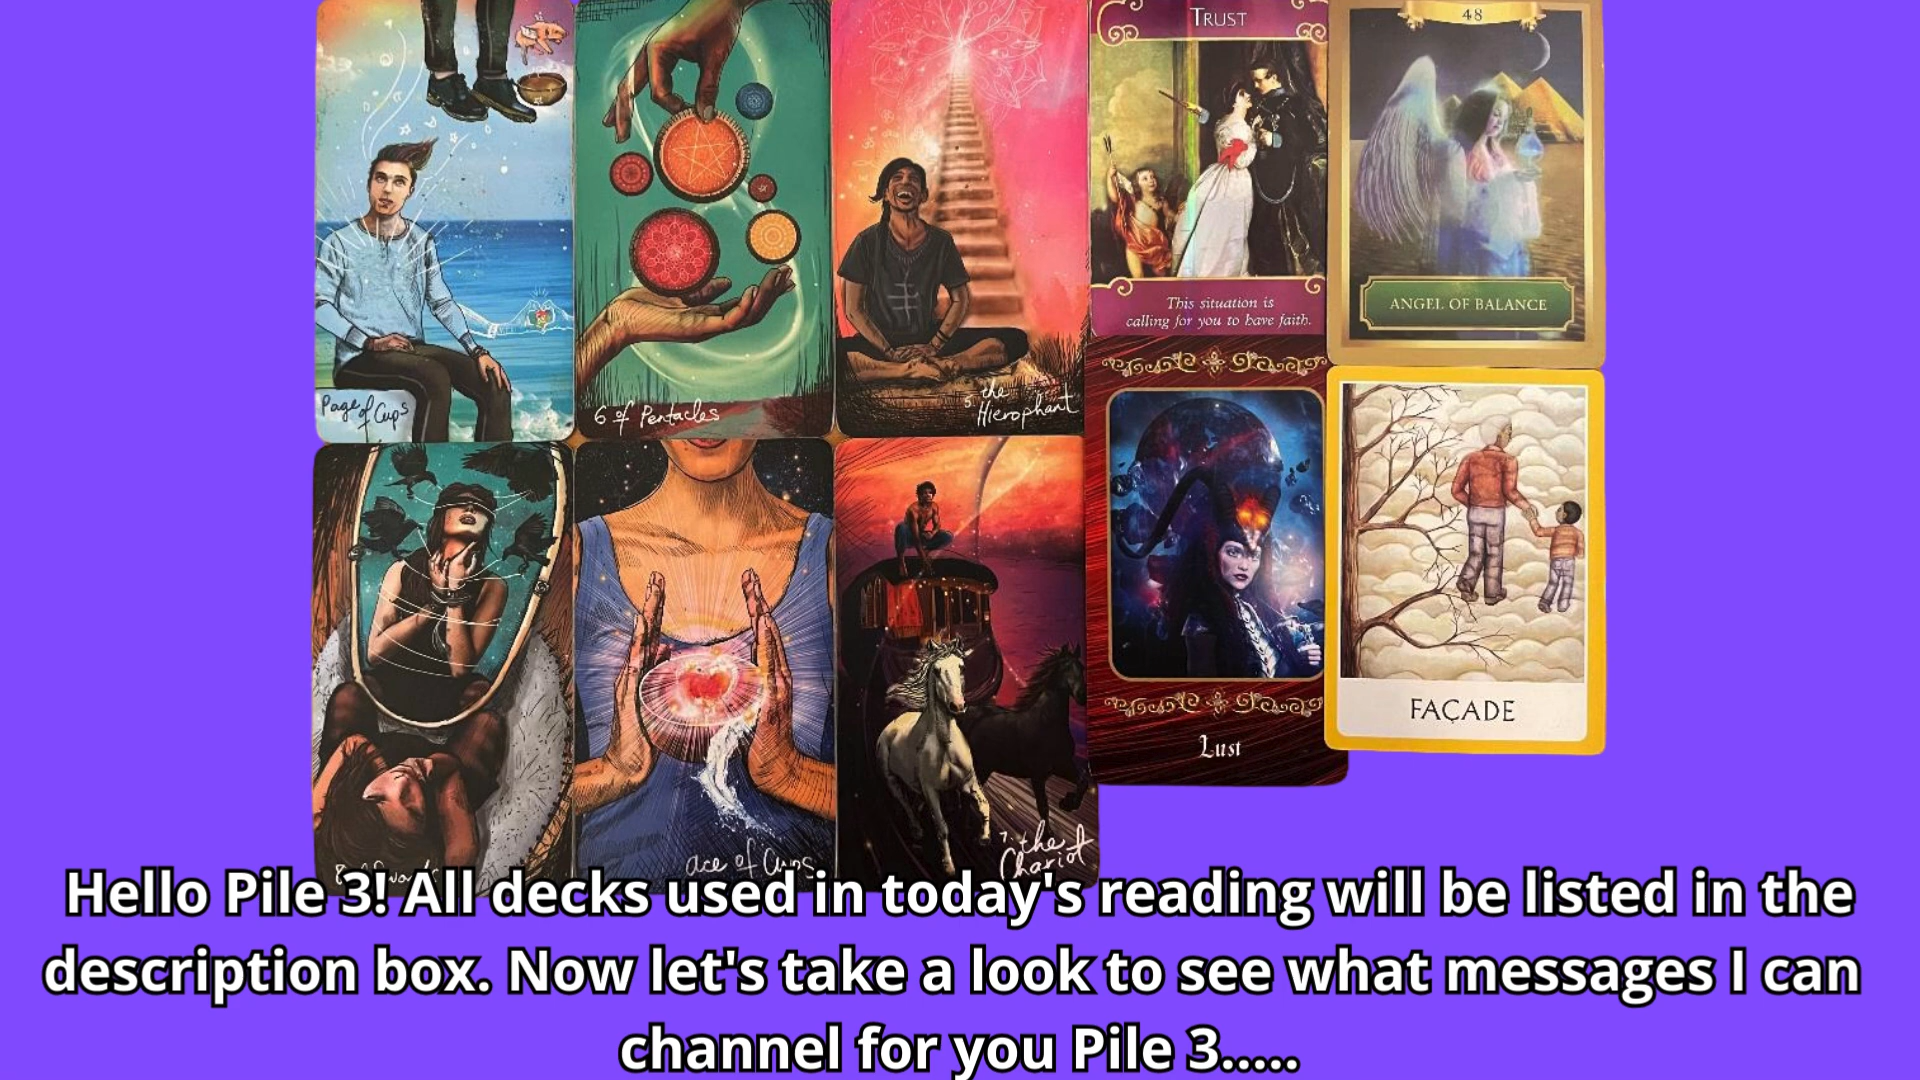 TRUST
48
This situation is
calling for you to have faith.
ANGEL OF BALANCE
Page of Cups
6 of Pentacles
5. the
Hierophant
FAÇADE
Lust
ace of Cups
7. the
Chariot
Hello Pile 3! All decks used in today's reading will be listed in the
description box. Now let's take a look to see what messages I can
channel for you Pile 3.....